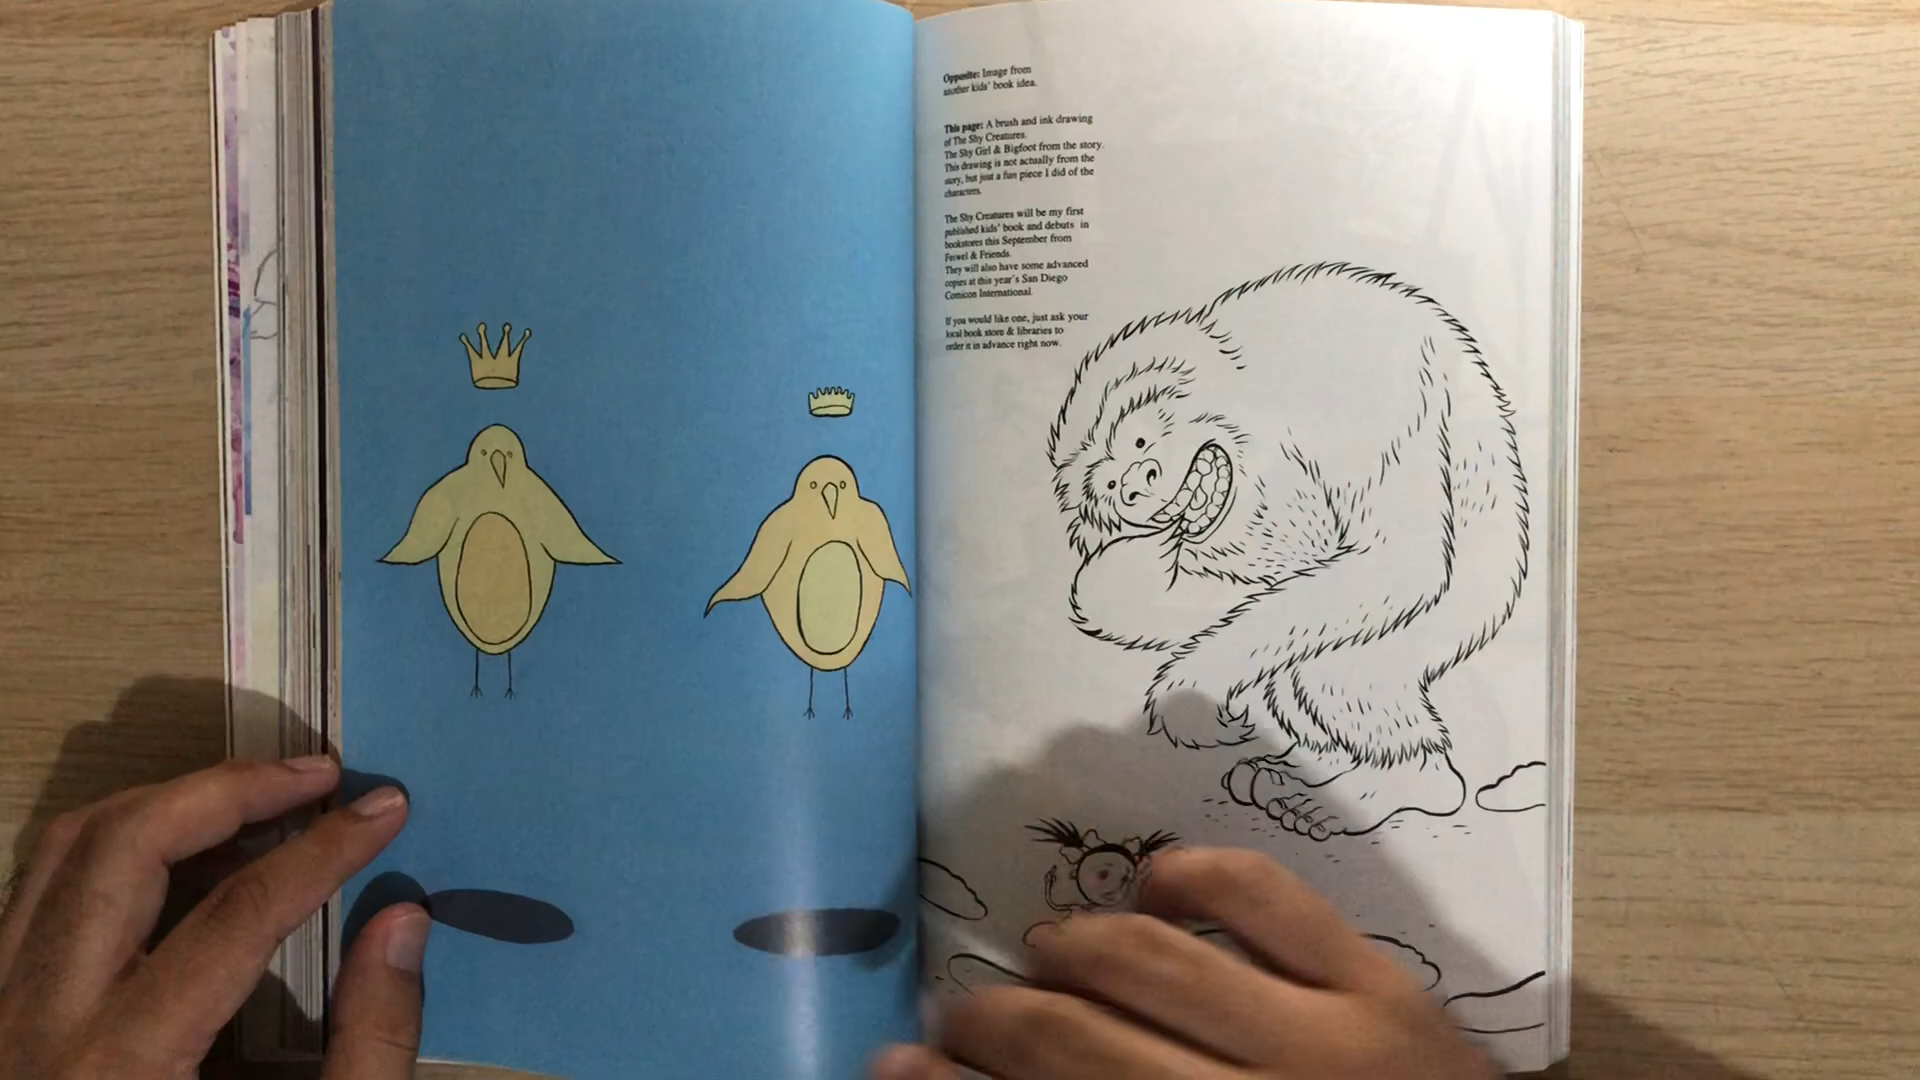 Opposite: Image from
another kids' book idea.
This page: A brush and ink drawing
of The Shy Creatures.
The Shy Girl & Bigfoot from the story.
This drawing is not actually from the
story, but just a fun piece I did of the
characters.
The Shy Creatures will be my first
published kids' book and debuts in
bookstores this September from
Feiwel & Friends.
They will also have some advanced
copies at this year's San Diego
Comicon International.
If you would like one, just ask your
local book store & libraries to
order it in advance right now.